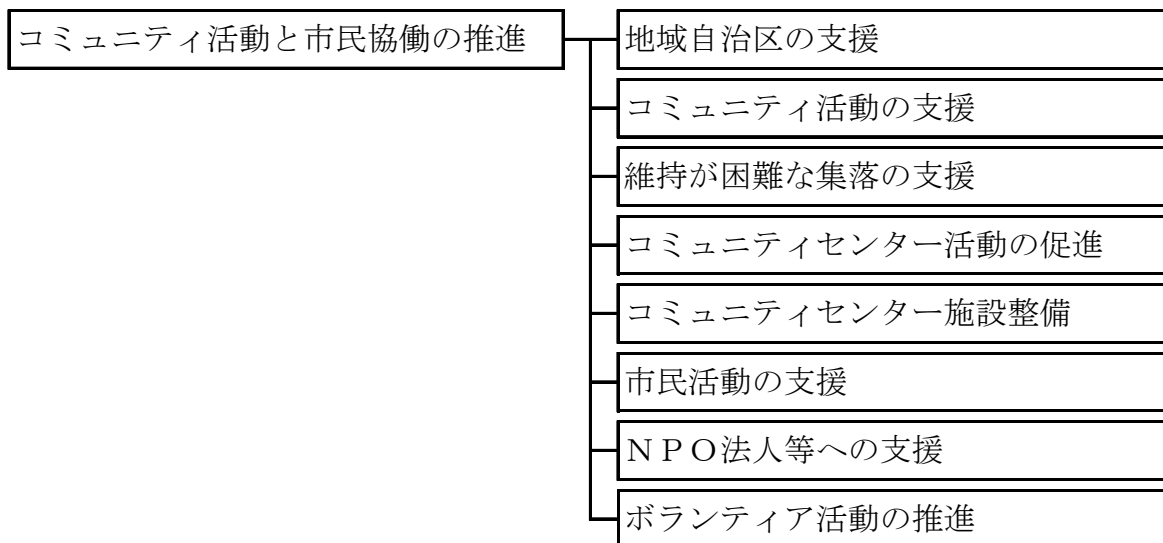 コミュニティ活動と市民協働の推進
地域自治区の支援
コミュニティ活動の支援
維持が困難な集落の支援
コミュニティセンター活動の促進
コミュニティセンター施設整備
市民活動の支援
ＮＰＯ法人等への支援
ボランティア活動の推進